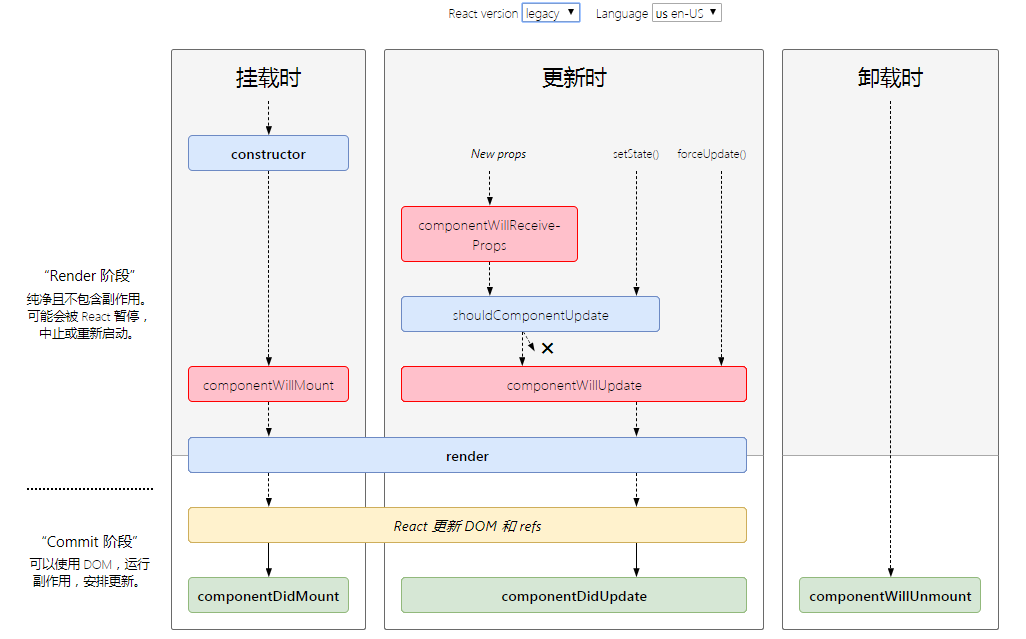 React version legacy ▼ Language us en-US ▼
挂载时
更新时
卸载时
constructor
New props
setState()
forceUpdate()
componentWillReceive-
Props
“Render 阶段”
纯净且不包含副作用。
可能会被 React 暂停，
中止或重新启动。
shouldComponentUpdate
componentWillMount
componentWillUpdate
render
React 更新 DOM 和 refs
“Commit 阶段”
可以使用 DOM，运行
副作用，安排更新。
componentDidMount
componentDidUpdate
componentWillUnmount